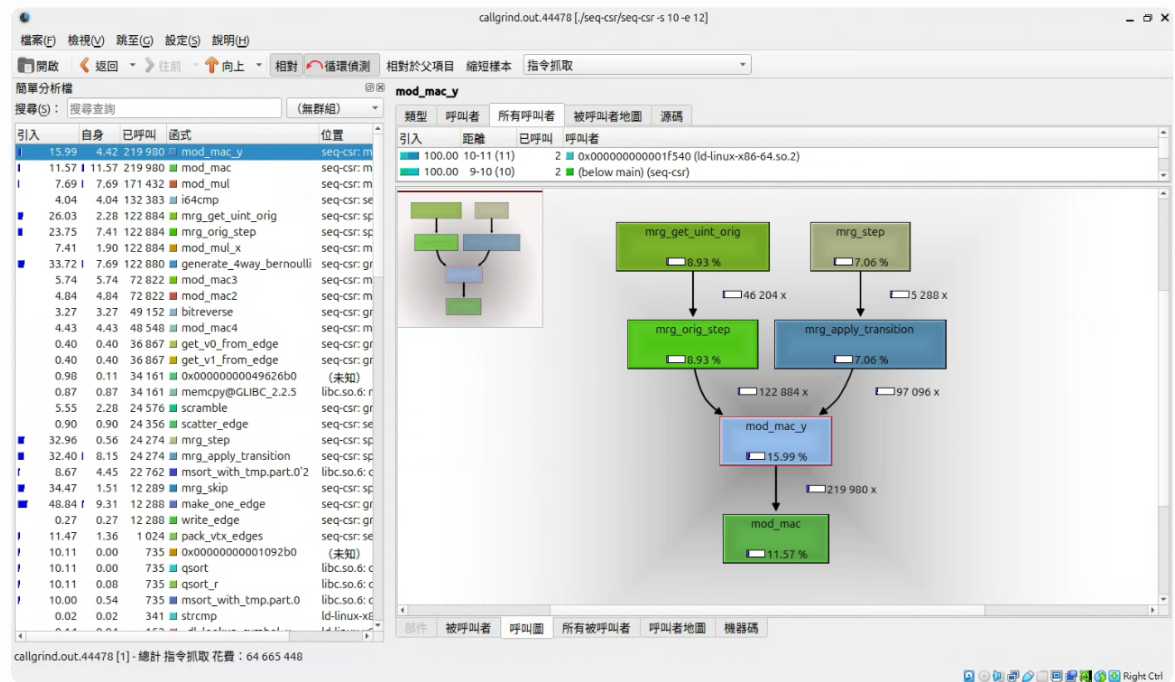 callgrind.out.44478 [./seq-csr/seq-csr -s 10 -e 12]
檔案(F) 檢視(V) 跳至(G) 設定(S) 說明(H)
開啟 返回 往前 向上 相對 循環偵測 相對於父項目 縮短樣本 指令抓取
簡單分析檔
搜尋(S): 搜尋查詢 (無群組)
引入 自身 已呼叫 函式 位置
15.99 4.42 219 980 mod_mac_y seq-csr: m
11.57 11.57 219 980 mod_mac seq-csr: m
7.69 7.69 171 432 mod_mul seq-csr: m
4.04 4.04 132 383 i64cmp seq-csr: se
26.03 2.28 122 884 mrg_get_uint_orig seq-csr: sp
23.75 7.41 122 884 mrg_orig_step seq-csr: sp
7.41 1.90 122 884 mod_mul_x seq-csr: m
33.72 7.69 122 880 generate_4way_bernoulli seq-csr: gr
5.74 5.74 72 822 mod_mac3 seq-csr: m
4.84 4.84 72 822 mod_mac2 seq-csr: m
3.27 3.27 49 152 bitreverse seq-csr: gr
4.43 4.43 48 548 mod_mac4 seq-csr: m
0.40 0.40 36 867 get_v0_from_edge seq-csr: gr
0.40 0.40 36 867 get_v1_from_edge seq-csr: gr
0.98 0.11 34 161 0x00000000049626b0 (未知)
0.87 0.87 34 161 memcpy@GLIBC_2.2.5 libc.so.6: r
5.55 2.28 24 576 scramble seq-csr: gr
0.90 0.90 24 356 scatter_edge seq-csr: se
32.96 0.56 24 274 mrg_step seq-csr: sp
32.40 8.15 24 274 mrg_apply_transition seq-csr: sp
8.67 4.45 22 762 msort_with_tmp.part.0'2 libc.so.6: c
34.47 1.51 12 289 mrg_skip seq-csr: sp
48.84 9.31 12 288 make_one_edge seq-csr: gr
0.27 0.27 12 288 write_edge seq-csr: gr
11.47 1.36 1 024 pack_vtx_edges seq-csr: se
10.11 0.00 735 0x00000000001092b0 (未知)
10.11 0.00 735 qsort libc.so.6: c
10.11 0.08 735 qsort_r libc.so.6: c
10.00 0.54 735 msort_with_tmp.part.0 libc.so.6: c
0.02 0.02 341 strcmp ld-linux-x8
mod_mac_y
類型 呼叫者 所有呼叫者 被呼叫者地圖 源碼
引入 距離 已呼叫 呼叫者
100.00 10-11 (11) 2 0x000000000001f540 (ld-linux-x86-64.so.2)
100.00 9-10 (10) 2 (below main) (seq-csr)
mrg_get_uint_orig
8.93 %
mrg_step
7.06 %
46 204 x
5 288 x
mrg_orig_step
8.93 %
mrg_apply_transition
7.06 %
122 884 x
97 096 x
mod_mac_y
15.99 %
219 980 x
mod_mac
11.57 %
部件 被呼叫者 呼叫圖 所有被呼叫者 呼叫者地圖 機器碼
callgrind.out.44478 [1] - 總計 指令抓取 花費:64 665 448
Right Ctrl